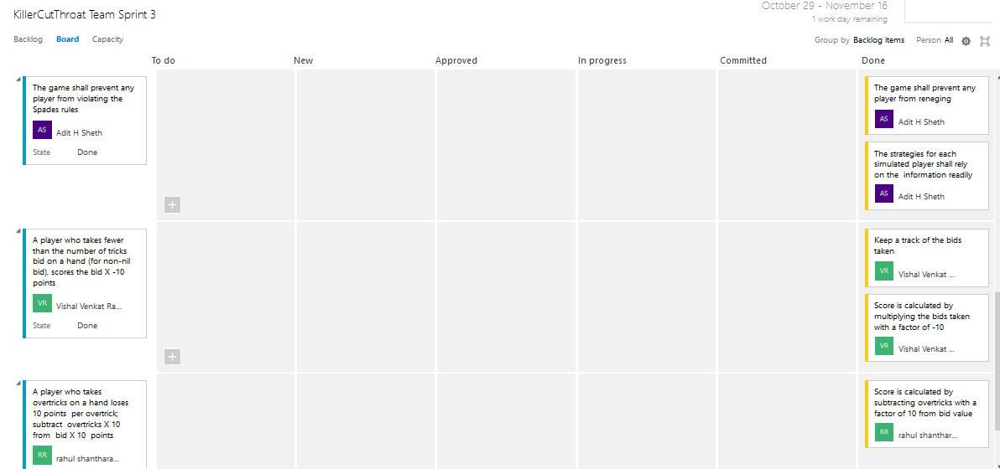 KillerCutThroat Team Sprint 3
October 29 - November 16
1 work day remaining
Backlog Board Capacity
Group by Backlog items Person All
To do New Approved In progress Committed Done
The game shall prevent any
player from violating the
Spades rules
AS Adit H Sheth
State Done
The game shall prevent any
player from reneging
AS Adit H Sheth
The strategies for each
simulated player shall rely
on the information readily
AS Adit H Sheth
A player who takes fewer
than the number of tricks
bid on a hand (for non-nil
bid), scores the bid X -10
points
VR Vishal Venkat Ra...
State Done
Keep a track of the bids
taken
VR Vishal Venkat ...
Score is calculated by
multiplying the bids taken
with a factor of -10
VR Vishal Venkat ...
A player who takes
overtricks on a hand loses
10 points per overtrick;
subtract overtricks X 10
from bid X 10 points
RR rahul shanthara...
Score is calculated by
subtracting overtricks with a
factor of 10 from bid value
RR rahul shanthar...